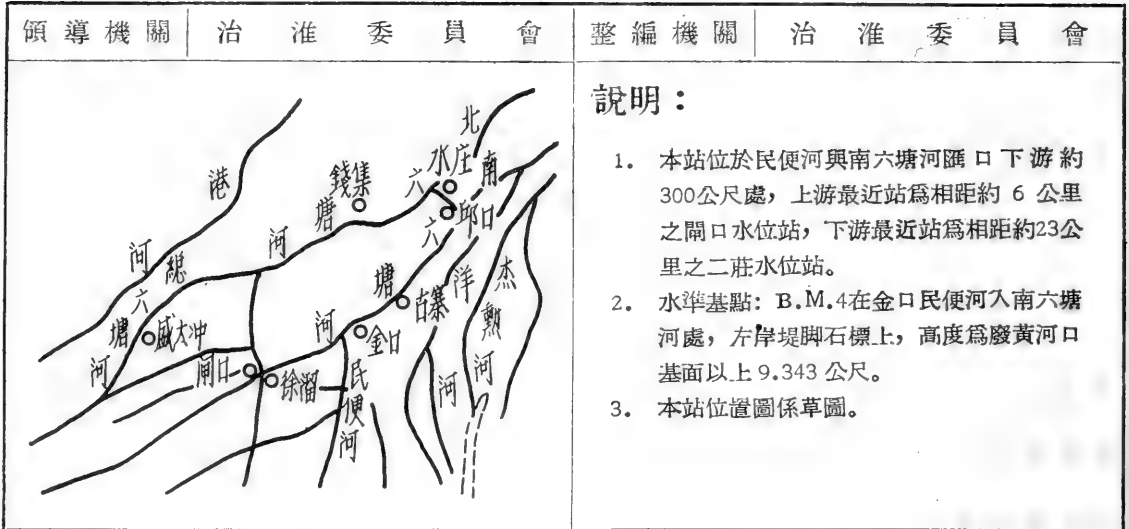 領導機關 治淮委員會 整編機關 治淮委員會
說明：
1. 本站位於民便河興南六塘河匯口下游約
300公尺處，上游最近站爲相距約 6 公里
之閘口水位站，下游最近站爲相距約23公
里之二莊水位站。
2. 水準基點：B.M.4在金口民便河入南六塘
河處，左岸堤脚石標上，高度爲廢黃河口
基面以上9.343 公尺。
3. 本站位置圖係草圖。
港河
總六塘河
北六塘河
南六塘河
錢集
水庄
邱口
古寨
金口
盛大冲
閘口
徐溜
民便河
洋河
杰勳河